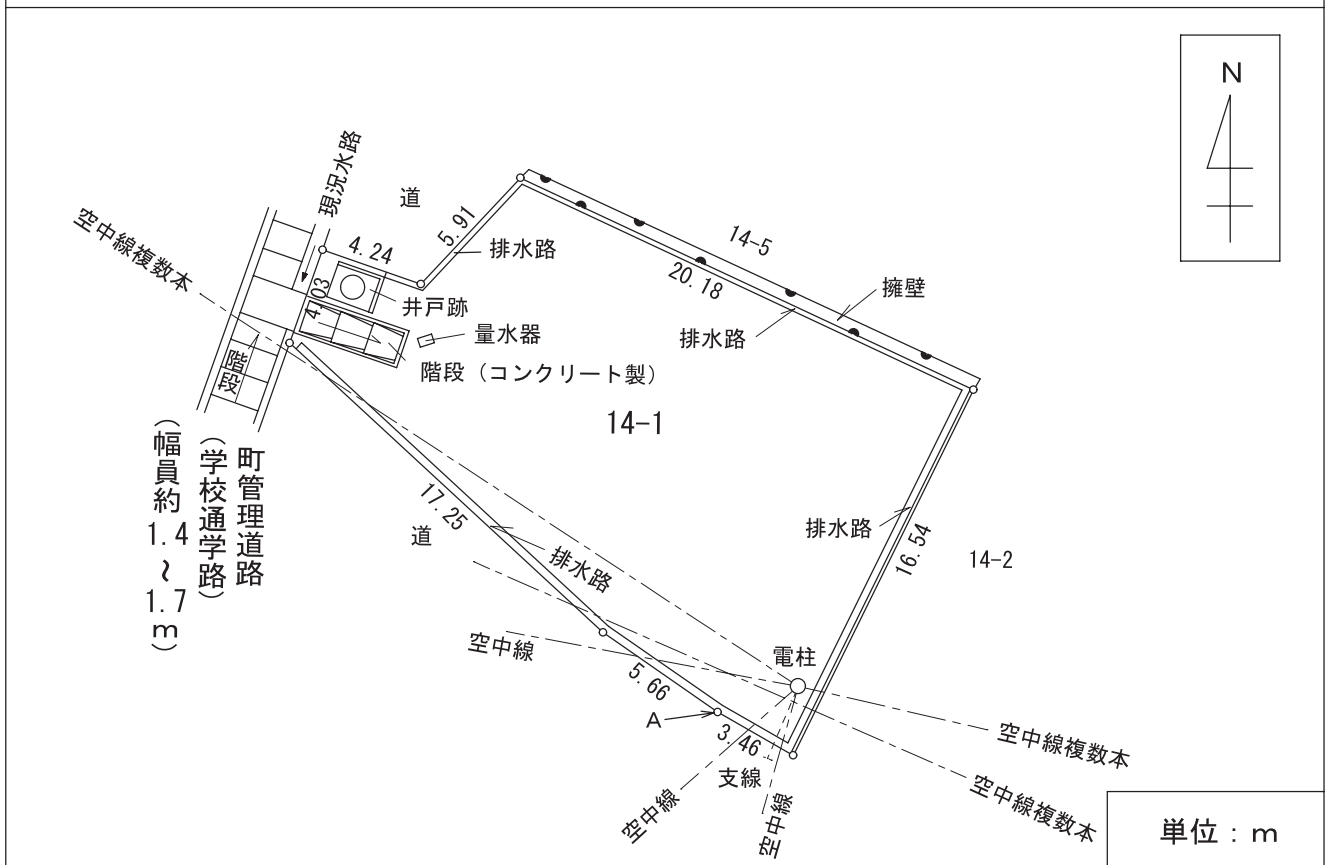 N
現況水路
道
空中線複数本
5.91
4.24
排水路
14-5
20.18
擁壁
4.03
井戸跡
量水器
排水路
階段
階段（コンクリート製）
14-1
町管理道路
（学校通学路）
（幅員約1.4～1.7m）
17.25
道
排水路
排水路
16.54
14-2
空中線
電柱
5.66
A
3.46
支線
空中線
空中線
空中線複数本
空中線複数本
単位：m